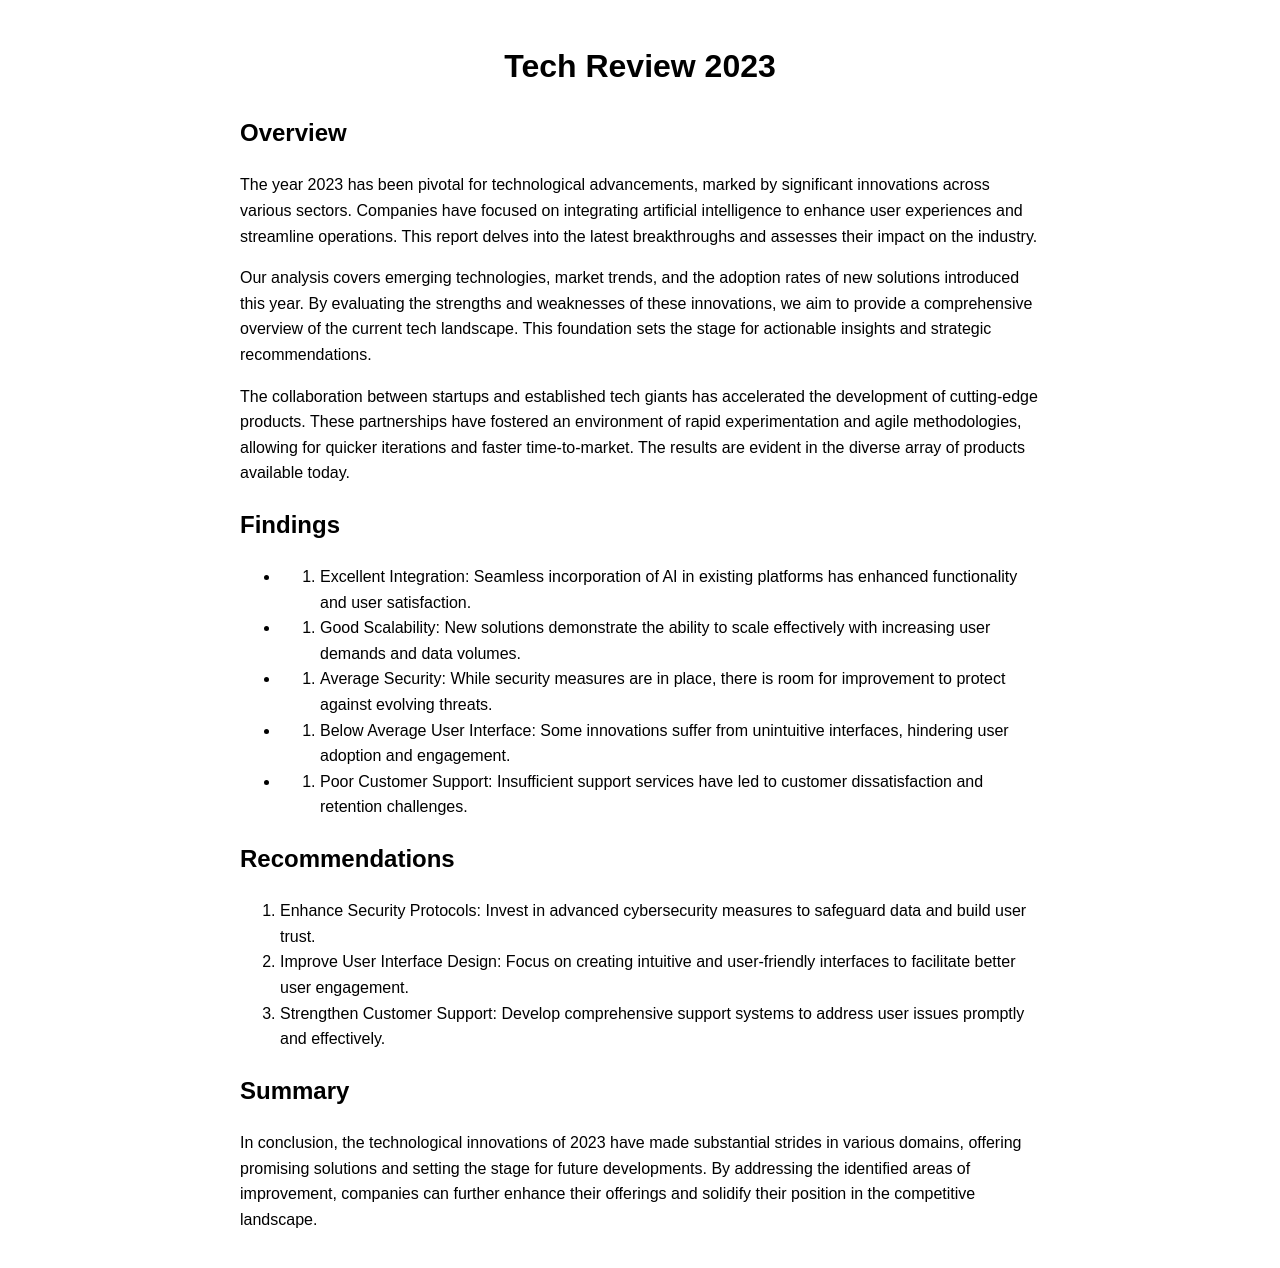 Tech Review 2023
Overview
The year 2023 has been pivotal for technological advancements, marked by significant innovations across
various sectors. Companies have focused on integrating artificial intelligence to enhance user experiences and
streamline operations. This report delves into the latest breakthroughs and assesses their impact on the industry.
Our analysis covers emerging technologies, market trends, and the adoption rates of new solutions introduced
this year. By evaluating the strengths and weaknesses of these innovations, we aim to provide a comprehensive
overview of the current tech landscape. This foundation sets the stage for actionable insights and strategic
recommendations.
The collaboration between startups and established tech giants has accelerated the development of cutting-edge
products. These partnerships have fostered an environment of rapid experimentation and agile methodologies,
allowing for quicker iterations and faster time-to-market. The results are evident in the diverse array of products
available today.
Findings
• 1. Excellent Integration: Seamless incorporation of AI in existing platforms has enhanced functionality
and user satisfaction.
• 1. Good Scalability: New solutions demonstrate the ability to scale effectively with increasing user
demands and data volumes.
• 1. Average Security: While security measures are in place, there is room for improvement to protect
against evolving threats.
• 1. Below Average User Interface: Some innovations suffer from unintuitive interfaces, hindering user
adoption and engagement.
• 1. Poor Customer Support: Insufficient support services have led to customer dissatisfaction and
retention challenges.
Recommendations
1. Enhance Security Protocols: Invest in advanced cybersecurity measures to safeguard data and build user
trust.
2. Improve User Interface Design: Focus on creating intuitive and user-friendly interfaces to facilitate better
user engagement.
3. Strengthen Customer Support: Develop comprehensive support systems to address user issues promptly
and effectively.
Summary
In conclusion, the technological innovations of 2023 have made substantial strides in various domains, offering
promising solutions and setting the stage for future developments. By addressing the identified areas of
improvement, companies can further enhance their offerings and solidify their position in the competitive
landscape.